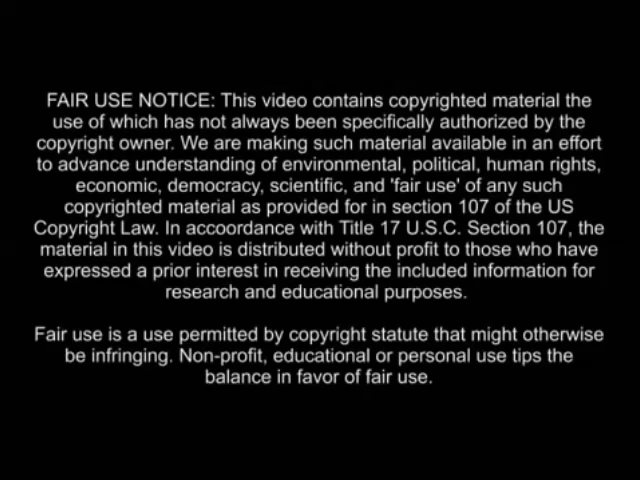 FAIR USE NOTICE: This video contains copyrighted material the
use of which has not always been specifically authorized by the
copyright owner. We are making such material available in an effort
to advance understanding of environmental, political, human rights,
economic, democracy, scientific, and 'fair use' of any such
copyrighted material as provided for in section 107 of the US
Copyright Law. In accoordance with Title 17 U.S.C. Section 107, the
material in this video is distributed without profit to those who have
expressed a prior interest in receiving the included information for
research and educational purposes.
Fair use is a use permitted by copyright statute that might otherwise
be infringing. Non-profit, educational or personal use tips the
balance in favor of fair use.